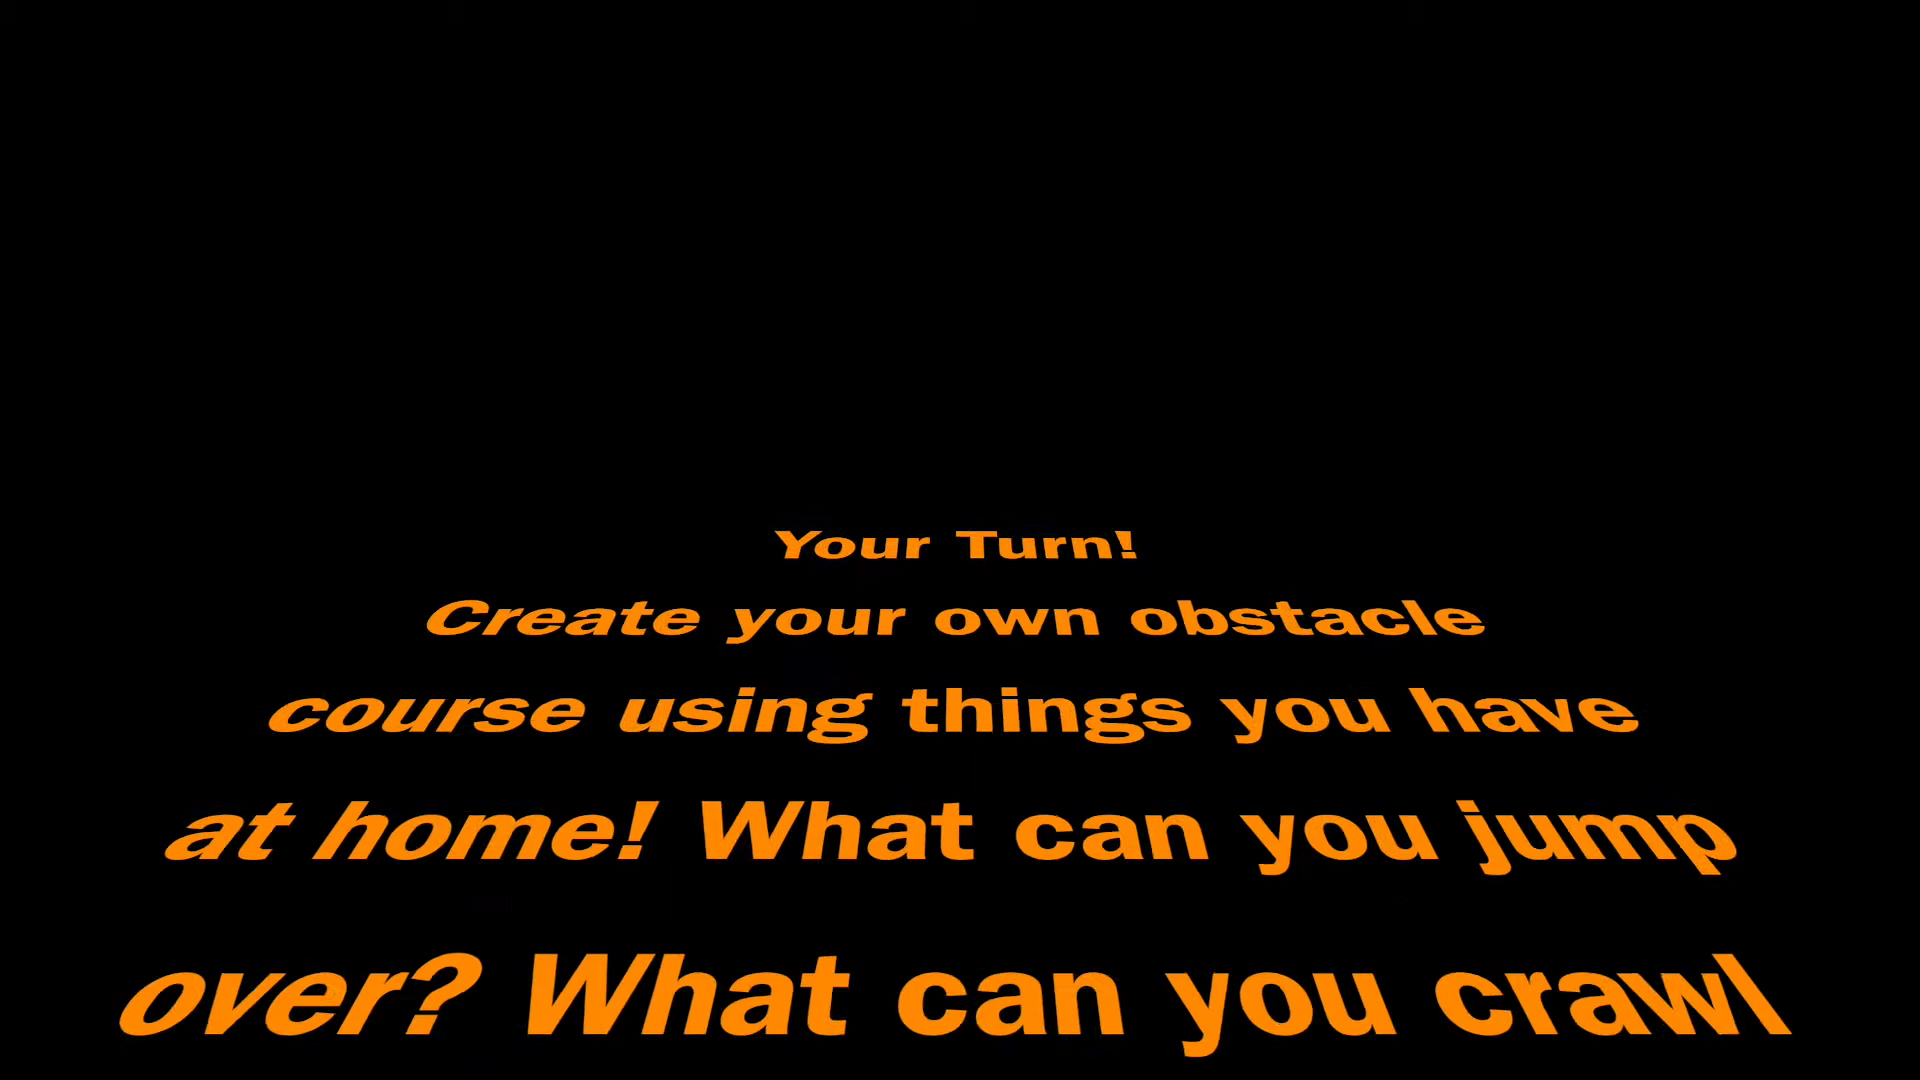 Your Turn!
Create your own obstacle
course using things you have
at home! What can you jump
over? What can you crawl